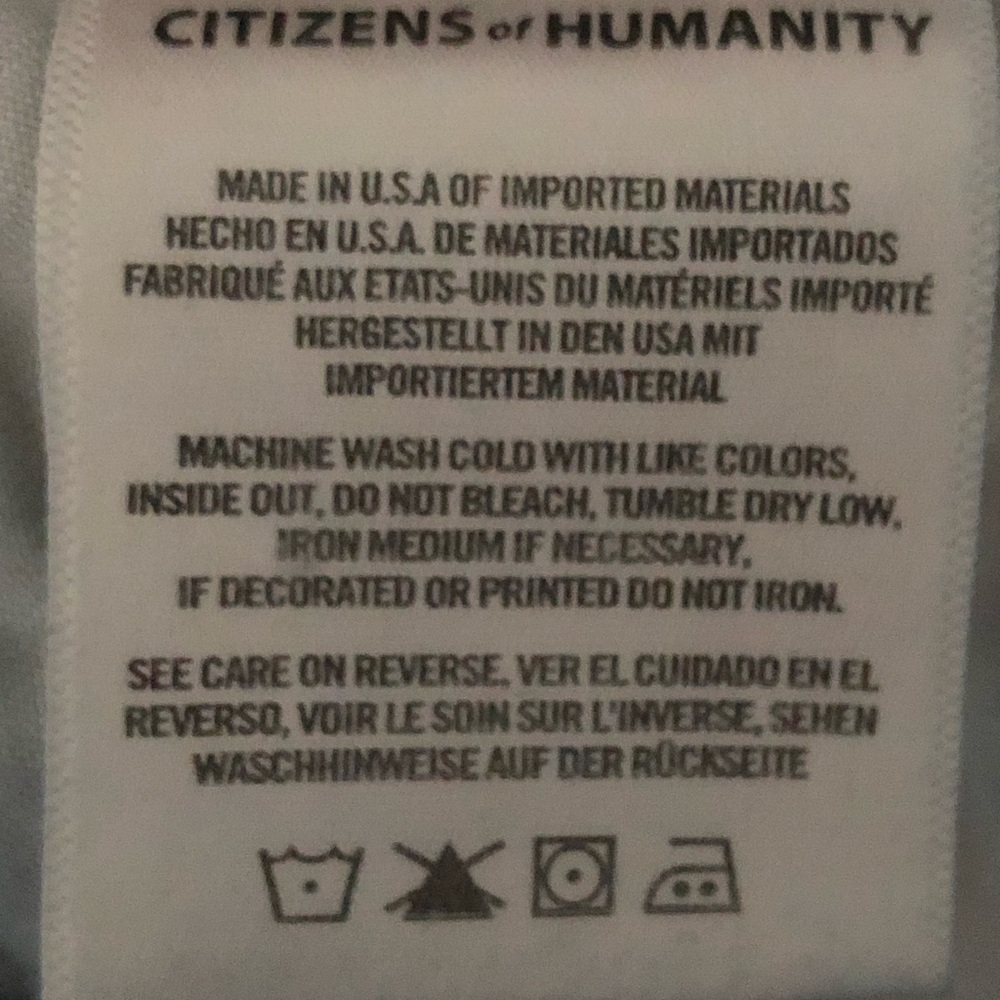 CITIZENS of HUMANITY
MADE IN U.S.A OF IMPORTED MATERIALS
HECHO EN U.S.A. DE MATERIALES IMPORTADOS
FABRIQUÉ AUX ETATS-UNIS DU MATÉRIELS IMPORTÉ
HERGESTELLT IN DEN USA MIT
IMPORTIERTEM MATERIAL
MACHINE WASH COLD WITH LIKE COLORS,
INSIDE OUT, DO NOT BLEACH, TUMBLE DRY LOW,
IRON MEDIUM IF NECESSARY,
IF DECORATED OR PRINTED DO NOT IRON.
SEE CARE ON REVERSE. VER EL CUIDADO EN EL
REVERSO, VOIR LE SOIN SUR L'INVERSE, SEHEN
WASCHHINWEISE AUF DER RÜCKSEITE